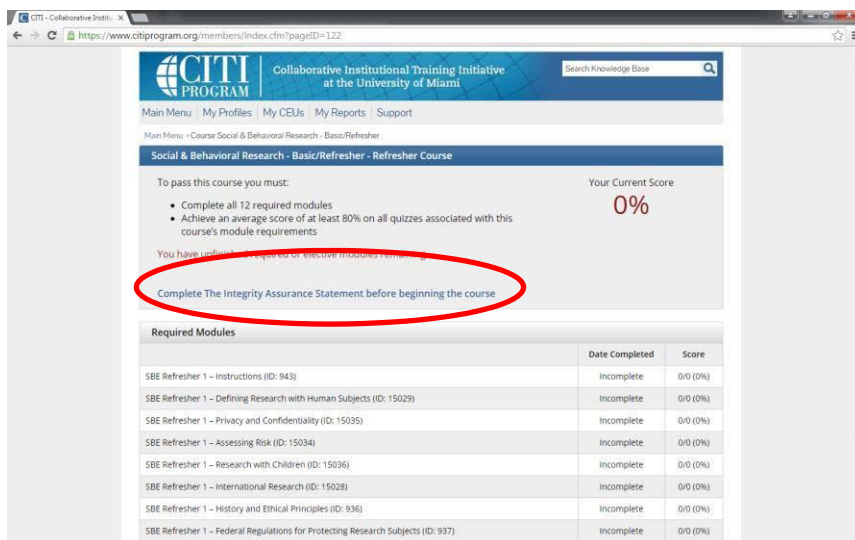 CITI - Collaborative Institu
https://www.citiprogram.org/members/index.cfm?pageID=122
CITI PROGRAM
Collaborative Institutional Training Initiative
at the University of Miami
Search Knowledge Base
Main Menu My Profiles My CEUs My Reports Support
Main Menu › Course Social & Behavioral Research - Basic/Refresher
Social & Behavioral Research - Basic/Refresher - Refresher Course
To pass this course you must:
Your Current Score
0%
• Complete all 12 required modules
• Achieve an average score of at least 80% on all quizzes associated with this
course's module requirements
You have unfinished required or elective modules remaining
Complete The Integrity Assurance Statement before beginning the course
Required Modules
Date Completed Score
SBE Refresher 1 – Instructions (ID: 943) Incomplete 0/0 (0%)
SBE Refresher 1 – Defining Research with Human Subjects (ID: 15029) Incomplete 0/0 (0%)
SBE Refresher 1 – Privacy and Confidentiality (ID: 15035) Incomplete 0/0 (0%)
SBE Refresher 1 – Assessing Risk (ID: 15034) Incomplete 0/0 (0%)
SBE Refresher 1 – Research with Children (ID: 15036) Incomplete 0/0 (0%)
SBE Refresher 1 – International Research (ID: 15028) Incomplete 0/0 (0%)
SBE Refresher 1 – History and Ethical Principles (ID: 936) Incomplete 0/0 (0%)
SBE Refresher 1 – Federal Regulations for Protecting Research Subjects (ID: 937) Incomplete 0/0 (0%)